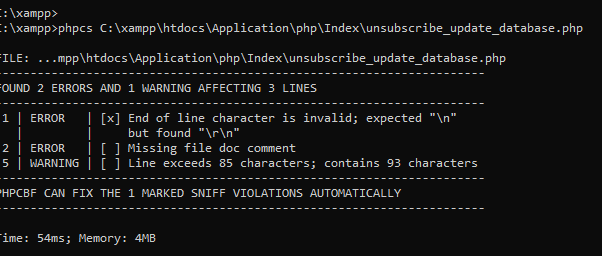 :\xampp>
:\xampp>phpcs C:\xampp\htdocs\Application\php\Index\unsubscribe_update_database.php
FILE: ...mpp\htdocs\Application\php\Index\unsubscribe_update_database.php
----------------------------------------------------------------------
FOUND 2 ERRORS AND 1 WARNING AFFECTING 3 LINES
----------------------------------------------------------------------
1 | ERROR | [x] End of line character is invalid; expected "\n"
| | but found "\r\n"
2 | ERROR | [ ] Missing file doc comment
5 | WARNING | [ ] Line exceeds 85 characters; contains 93 characters
----------------------------------------------------------------------
PHPCBF CAN FIX THE 1 MARKED SNIFF VIOLATIONS AUTOMATICALLY
----------------------------------------------------------------------
Time: 54ms; Memory: 4MB